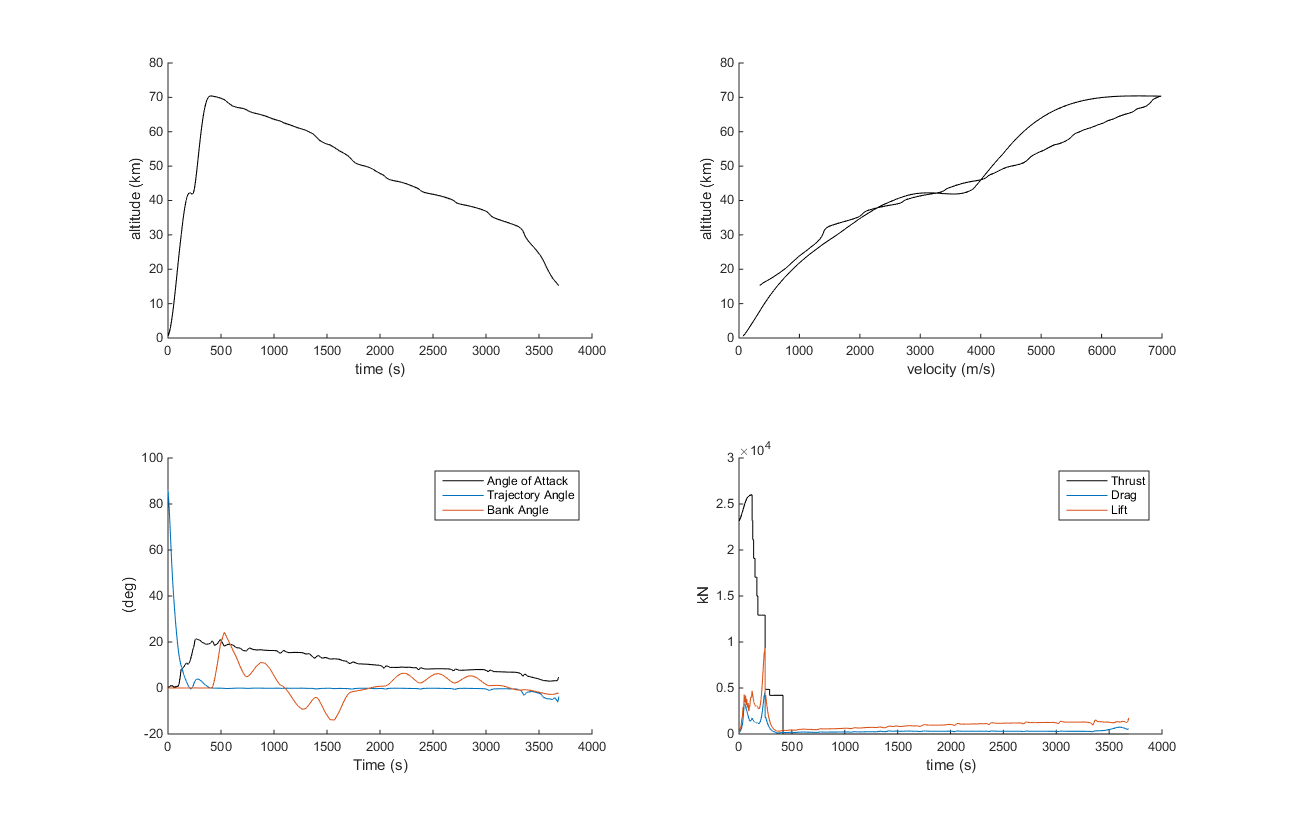 80
70
60
50
40
30
20
10
0
altitude (km)
0 500 1000 1500 2000 2500 3000 3500 4000
time (s)
80
70
60
50
40
30
20
10
0
altitude (km)
0 1000 2000 3000 4000 5000 6000 7000
velocity (m/s)
100
80
60
40
20
0
-20
(deg)
Angle of Attack
Trajectory Angle
Bank Angle
0 500 1000 1500 2000 2500 3000 3500 4000
Time (s)
×10⁴
3
2.5
2
1.5
1
0.5
0
kN
Thrust
Drag
Lift
0 500 1000 1500 2000 2500 3000 3500 4000
time (s)